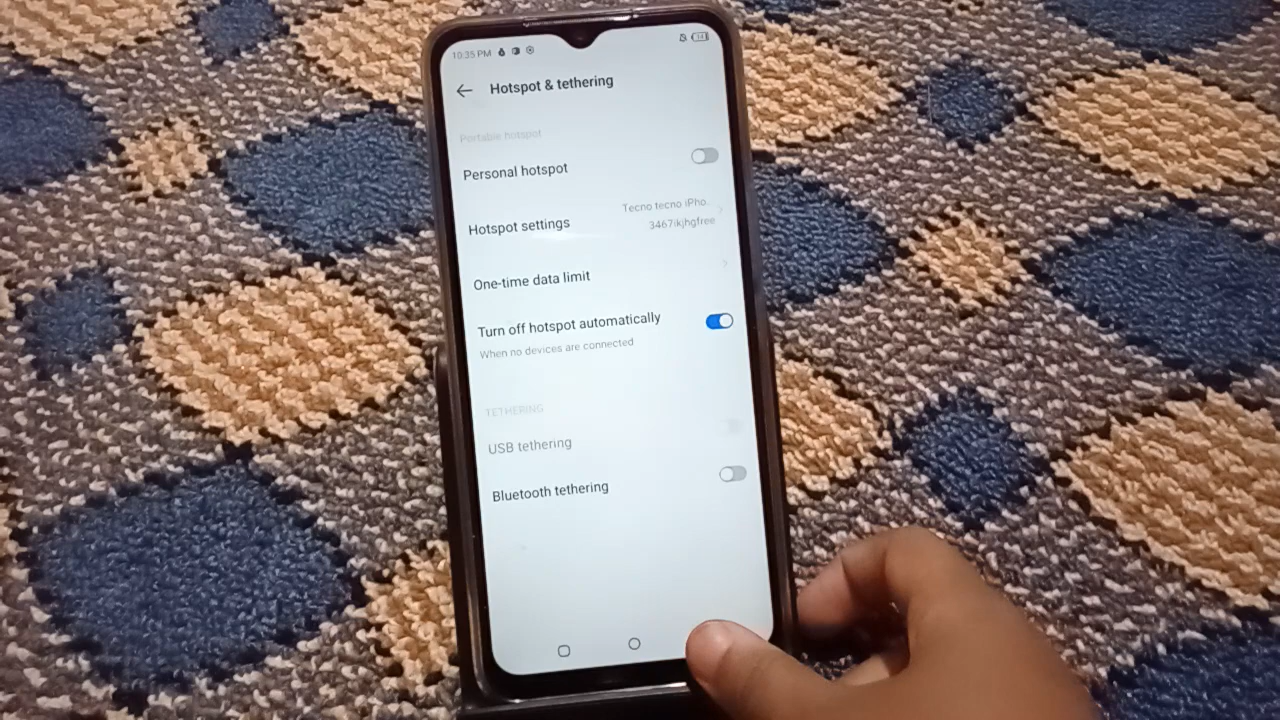 10:35 PM
Hotspot & tethering
Portable hotspot
Personal hotspot
Hotspot settings
Tecno tecno iPho..
3467ikjhgfree
One-time data limit
Turn off hotspot automatically
When no devices are connected
TETHERING
USB tethering
Bluetooth tethering